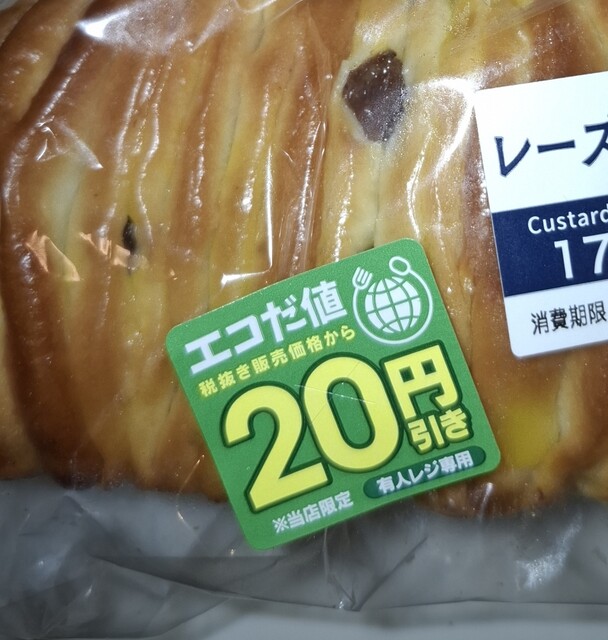 レーズ
Custard
17
消費期限
エコだ値
税抜き販売価格から
20円
引き
※当店限定 有人レジ専用